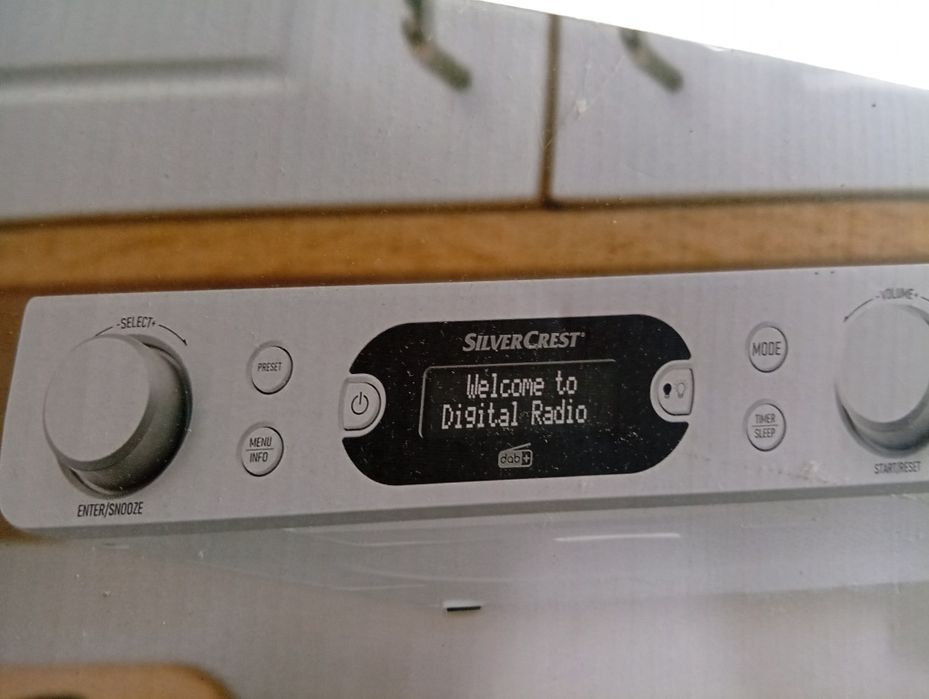 -SELECT+
PRESET
MENU
INFO
ENTER/SNOOZE
SILVERCREST®
Welcome to
Digital Radio
dab+
MODE
TIMER
SLEEP
-VOLUME+
START/RESET